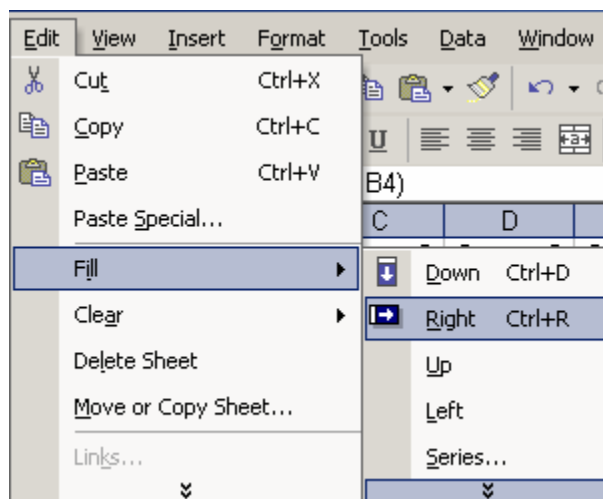 Edit View Insert Format Tools Data Window
Cut Ctrl+X
Copy Ctrl+C
U a
Paste Ctrl+V
B4)
Paste Special...
C D
Fill
Down Ctrl+D
Clear
Right Ctrl+R
Delete Sheet
Up
Move or Copy Sheet...
Left
Links...
Series...